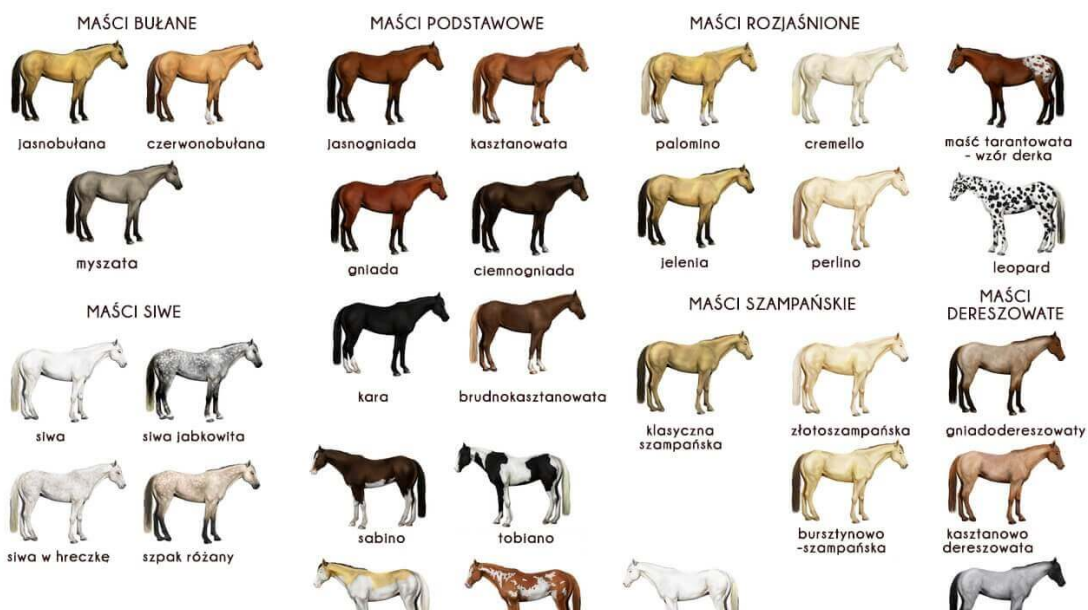 MAŚCI BUŁANE
jasnobułana
czerwonobułana
myszata
MAŚCI SIWE
siwa
siwa jabkowita
siwa w hreczkę
szpak różany
MAŚCI PODSTAWOWE
jasnogniada
kasztanowata
gniada
ciemnogniada
kara
brudnokasztanowata
sabino
tobiano
MAŚCI ROZJAŚNIONE
palomino
cremello
jelenia
perlino
MAŚCI SZAMPAŃSKIE
klasyczna
szampańska
złotoszampańska
bursztynowo
-szampańska
maść tarantowata
- wzór derka
leopard
MAŚCI
DERESZOWATE
gniadodereszowaty
kasztanowo
dereszowata